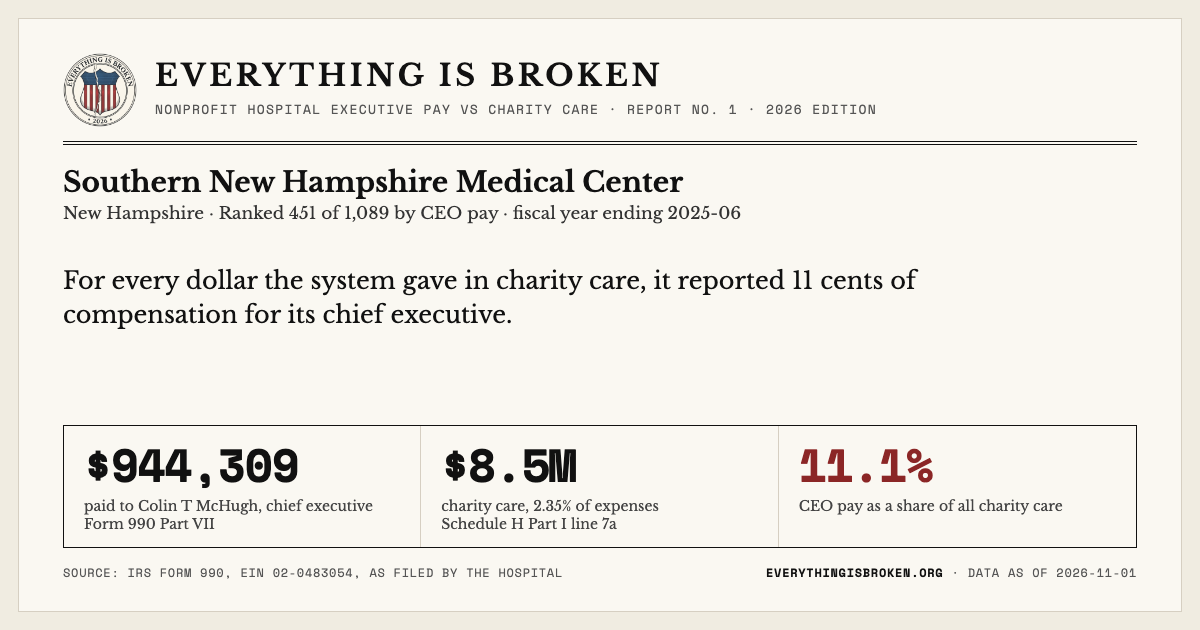 EVERYTHING IS BROKEN
· 2026 ·
EVERYTHING IS BROKEN
NONPROFIT HOSPITAL EXECUTIVE PAY VS CHARITY CARE · REPORT NO. 1 · 2026 EDITION
Southern New Hampshire Medical Center
New Hampshire · Ranked 451 of 1,089 by CEO pay · fiscal year ending 2025-06
For every dollar the system gave in charity care, it reported 11 cents of
compensation for its chief executive.
$944,309
paid to Colin T McHugh, chief executive
Form 990 Part VII
$8.5M
charity care, 2.35% of expenses
Schedule H Part I line 7a
11.1%
CEO pay as a share of all charity care
SOURCE: IRS FORM 990, EIN 02-0483054, AS FILED BY THE HOSPITAL
EVERYTHINGISBROKEN.ORG · DATA AS OF 2026-11-01